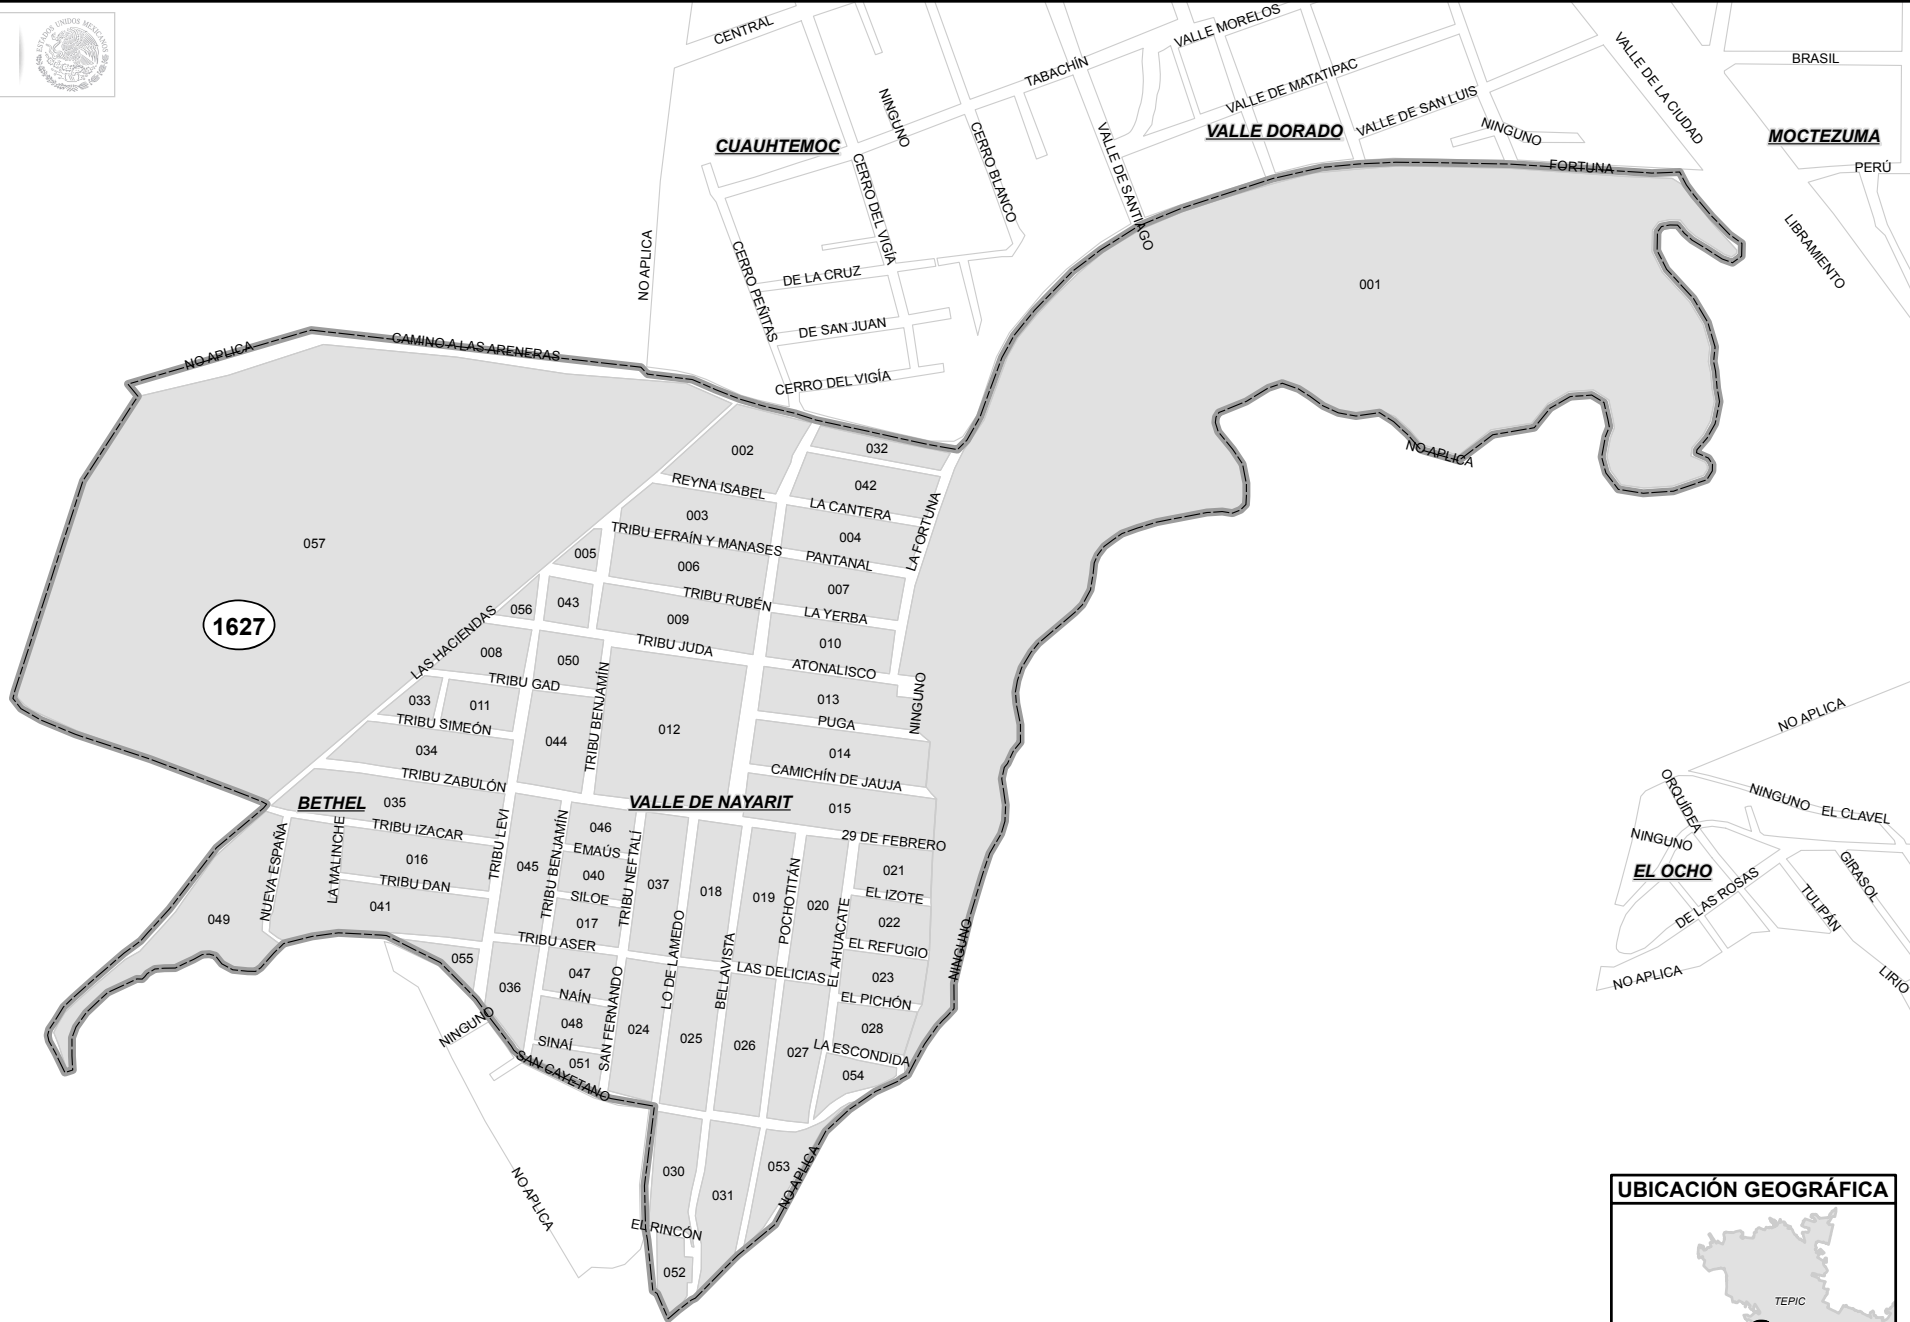 ESTADOS UNIDOS MEXICANOS
CENTRAL
VALLE MORELOS
TABACHÍN
NINGUNO
CERRO BLANCO
CUAUHTEMOC
CERRO DEL VIGÍA
VALLE DE SANTIAGO
VALLE DE MATATIPAC
VALLE DORADO
VALLE DE SAN LUIS
NINGUNO
VALLE DE LA CIUDAD
BRASIL
MOCTEZUMA
PERÚ
FORTUNA
LIBRAMIENTO
NO APLICA
CERRO PEÑITAS
DE LA CRUZ
DE SAN JUAN
CERRO DEL VIGÍA
001
NO APLICA
CAMINO A LAS ARENERAS
NO APLICA
002
032
REYNA ISABEL
042
LA CANTERA
003
TRIBU EFRAÍN Y MANASES
004
PANTANAL
LA FORTUNA
057
005
006
007
1627
056
043
TRIBU RUBÉN
LA YERBA
009
010
LAS HACIENDAS
008
050
TRIBU JUDA
ATONALISCO
TRIBU GAD
TRIBU BENJAMÍN
033
011
013
NINGUNO
TRIBU SIMEÓN
012
PUGA
034
044
014
TRIBU ZABULÓN
CAMICHÍN DE JAUJA
BETHEL
035
VALLE DE NAYARIT
015
TRIBU IZACAR
046
29 DE FEBRERO
NUEVA ESPAÑA
LA MALINCHE
016
TRIBU LEVI
045
TRIBU BENJAMÍN
EMAÚS
TRIBU NEFTALÍ
021
TRIBU DAN
040
037
018
019
POCHOTITÁN
020
EL IZOTE
041
SILOE
EL AHUACATE
022
049
017
EL REFUGIO
TRIBU ASER
LO DE LAMEDO
BELLAVISTA
LAS DELICIAS
NINGUNO
055
047
023
036
NAÍN
SAN FERNANDO
EL PICHÓN
NINGUNO
048
024
025
026
027
028
SINAÍ
LA ESCONDIDA
051
054
SAN CAYETANO
NO APLICA
030
031
053
NO APLICA
EL RINCÓN
052
NO APLICA
ORQUÍDEA
NINGUNO
EL CLAVEL
NINGUNO
EL OCHO
DE LAS ROSAS
GIRASOL
TULIPÁN
NO APLICA
LIRIO
UBICACIÓN GEOGRÁFICA
TEPIC